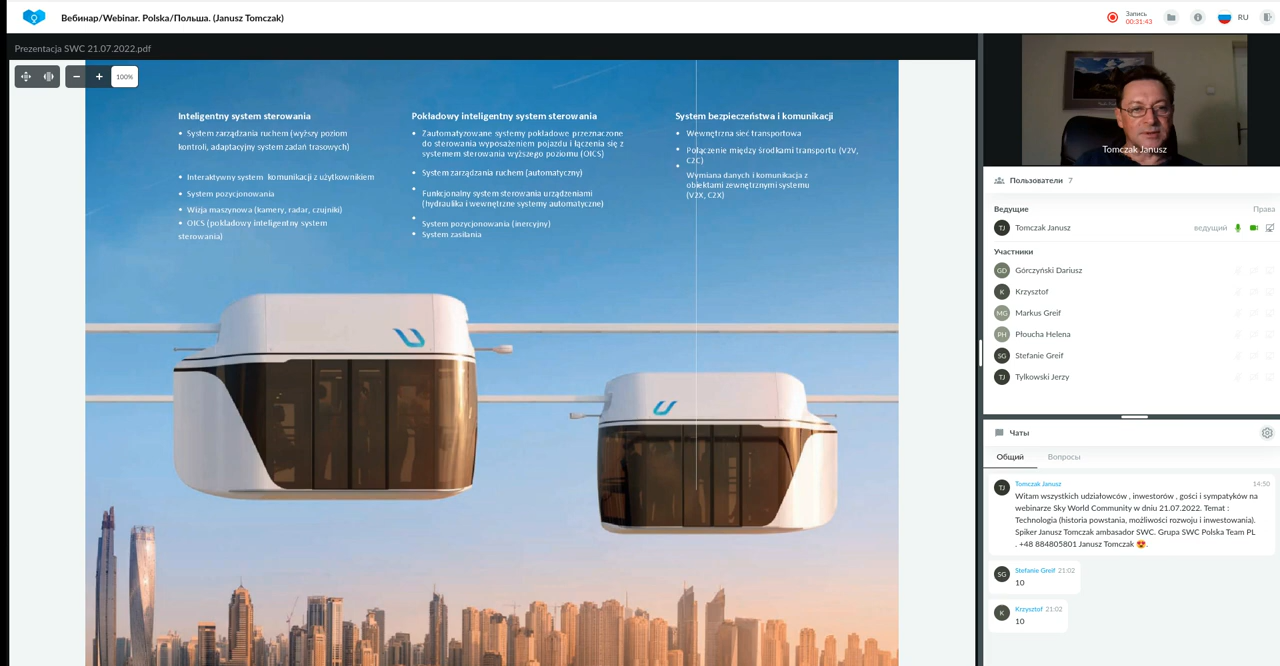 Вебинар/Webinar. Polska/Польша. (Janusz Tomczak)
Запись
00:31:43
RU
Prezentacja SWC 21.07.2022.pdf
100%
Inteligentny system sterowania
• System zarządzania ruchem (wyższy poziom
kontroli, adaptacyjny system zadań trasowych)
• Interaktywny system komunikacji z użytkownikiem
• System pozycjonowania
• Wizja maszynowa (kamery, radar, czujniki)
• OICS (pokładowy inteligentny system
sterowania)
Pokładowy inteligentny system sterowania
• Zautomatyzowane systemy pokładowe przeznaczone
do sterowania wyposażeniem pojazdu i łączenia się z
systemem sterowania wyższego poziomu (OICS)
• System zarządzania ruchem (automatyczny)
• Funkcjonalny system sterowania urządzeniami
(hydraulika i wewnętrzne systemy automatyczne)
• System pozycjonowania (inercyjny)
• System zasilania
System bezpieczeństwa i komunikacji
• Wewnętrzna sieć transportowa
• Połączenie między środkami transportu (V2V,
C2C)
• Wymiana danych i komunikacja z
obiektami zewnętrznymi systemu
(V2X, C2X)
Tomczak Janusz
Пользователи 7
Ведущие Права
TJ Tomczak Janusz ведущий
Участники
GD Górczyński Dariusz
K Krzysztof
MG Markus Greif
PH Płoucha Helena
SG Stefanie Greif
TJ Tylkowski Jerzy
Чаты
Общий Вопросы
TJ Tomczak Janusz 14:50
Witam wszystkich udziałowców , inwestorów , gości i sympatyków na
webinarze Sky World Community w dniu 21.07.2022. Temat :
Technologia (historia powstania, możliwości rozwoju i inwestowania).
Spiker Janusz Tomczak ambasador SWC. Grupa SWC Polska Team PL
. +48 884805801 Janusz Tomczak 😍.
SG Stefanie Greif 21:02
10
K Krzysztof 21:02
10